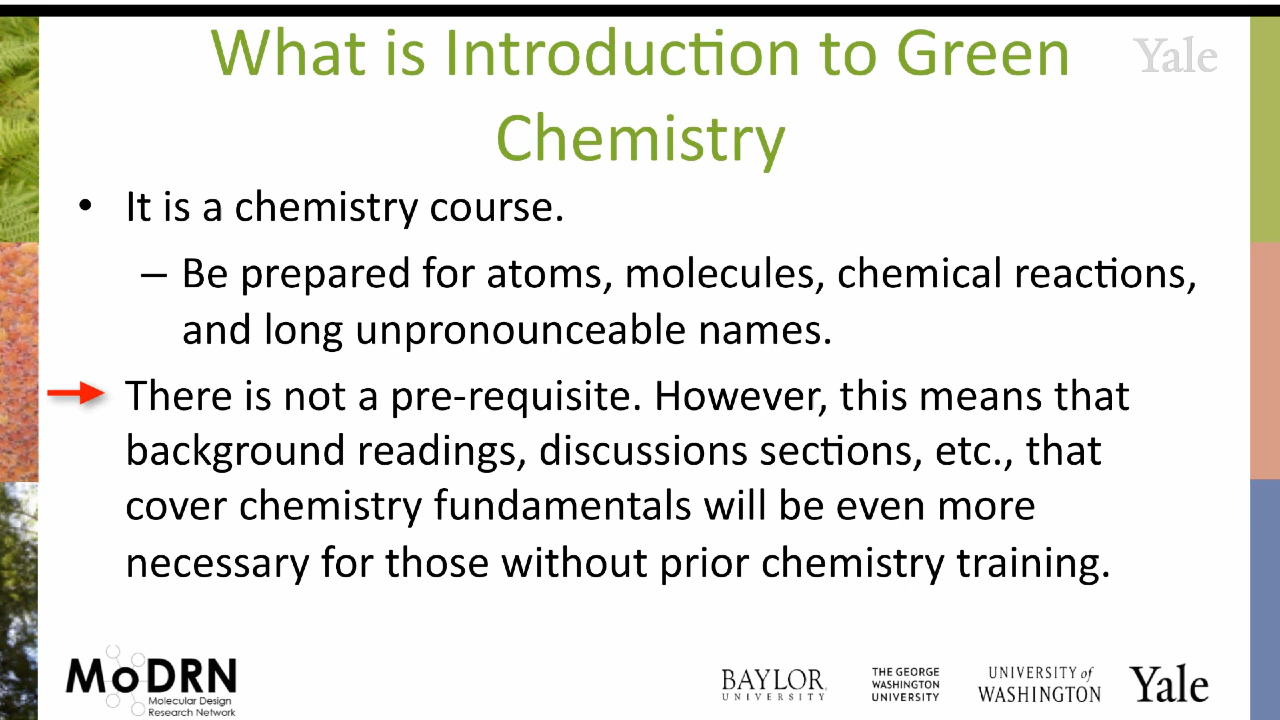 What is Introduction to Green
Yale
Chemistry
• It is a chemistry course.
– Be prepared for atoms, molecules, chemical reactions,
and long unpronounceable names.
There is not a pre-requisite. However, this means that
background readings, discussions sections, etc., that
cover chemistry fundamentals will be even more
necessary for those without prior chemistry training.
MoDRN
Molecular Design
Research Network
BAYLOR
UNIVERSITY
THE GEORGE
WASHINGTON
UNIVERSITY
UNIVERSITY of
WASHINGTON
Yale